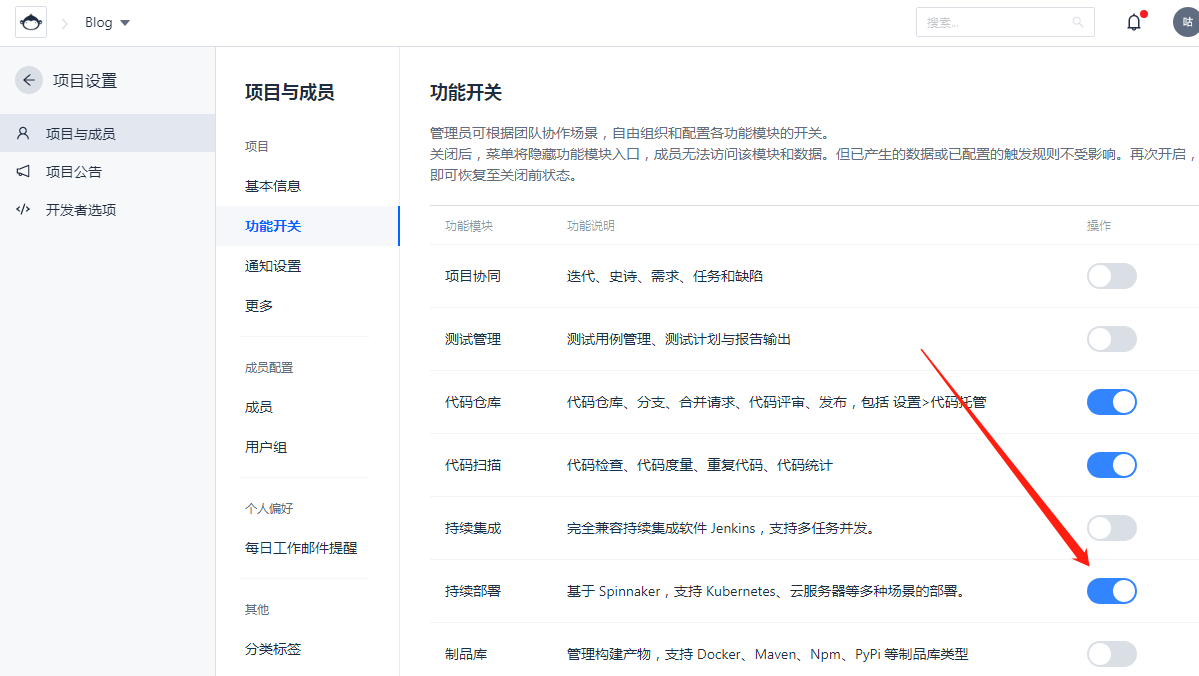 Blog
搜索...
咕
项目设置
项目与成员
项目公告
开发者选项
项目与成员
项目
基本信息
功能开关
通知设置
更多
成员配置
成员
用户组
个人偏好
每日工作邮件提醒
其他
分类标签
功能开关
管理员可根据团队协作场景，自由组织和配置各功能模块的开关。
关闭后，菜单将隐藏功能模块入口，成员无法访问该模块和数据。但已产生的数据或已配置的触发规则不受影响。再次开启，
即可恢复至关闭前状态。
功能模块 功能说明 操作
项目协同 迭代、史诗、需求、任务和缺陷
测试管理 测试用例管理、测试计划与报告输出
代码仓库 代码仓库、分支、合并请求、代码评审、发布，包括 设置>代码托管
代码扫描 代码检查、代码度量、重复代码、代码统计
持续集成 完全兼容持续集成软件 Jenkins，支持多任务并发。
持续部署 基于 Spinnaker，支持 Kubernetes、云服务器等多种场景的部署。
制品库 管理构建产物，支持 Docker、Maven、Npm、PyPi 等制品库类型